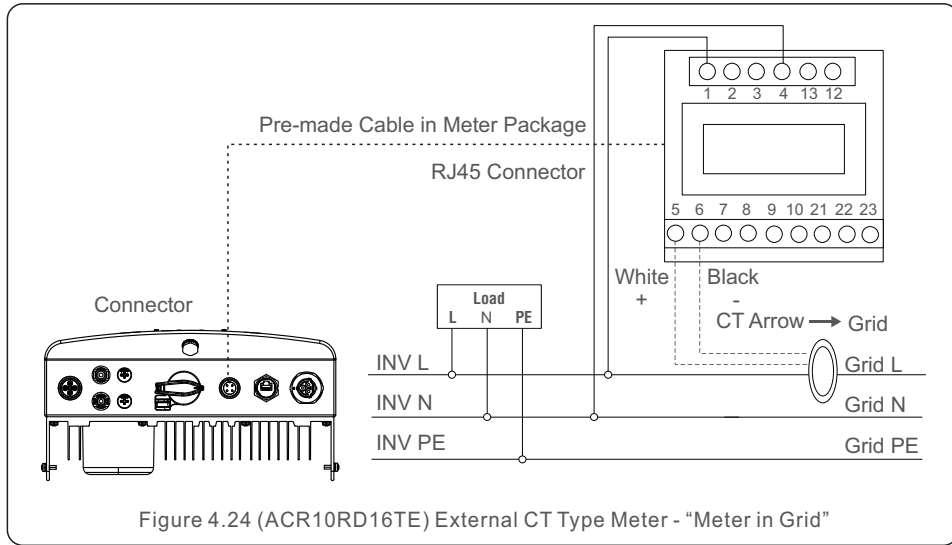 1 2 3 4 13 12
Pre-made Cable in Meter Package
RJ45 Connector
5 6 7 8 9 10 21 22 23
White Black
+ -
CT Arrow Grid
Connector
Load
L N PE
INV L Grid L
INV N Grid N
INV PE Grid PE
Figure 4.24 (ACR10RD16TE) External CT Type Meter - “Meter in Grid”